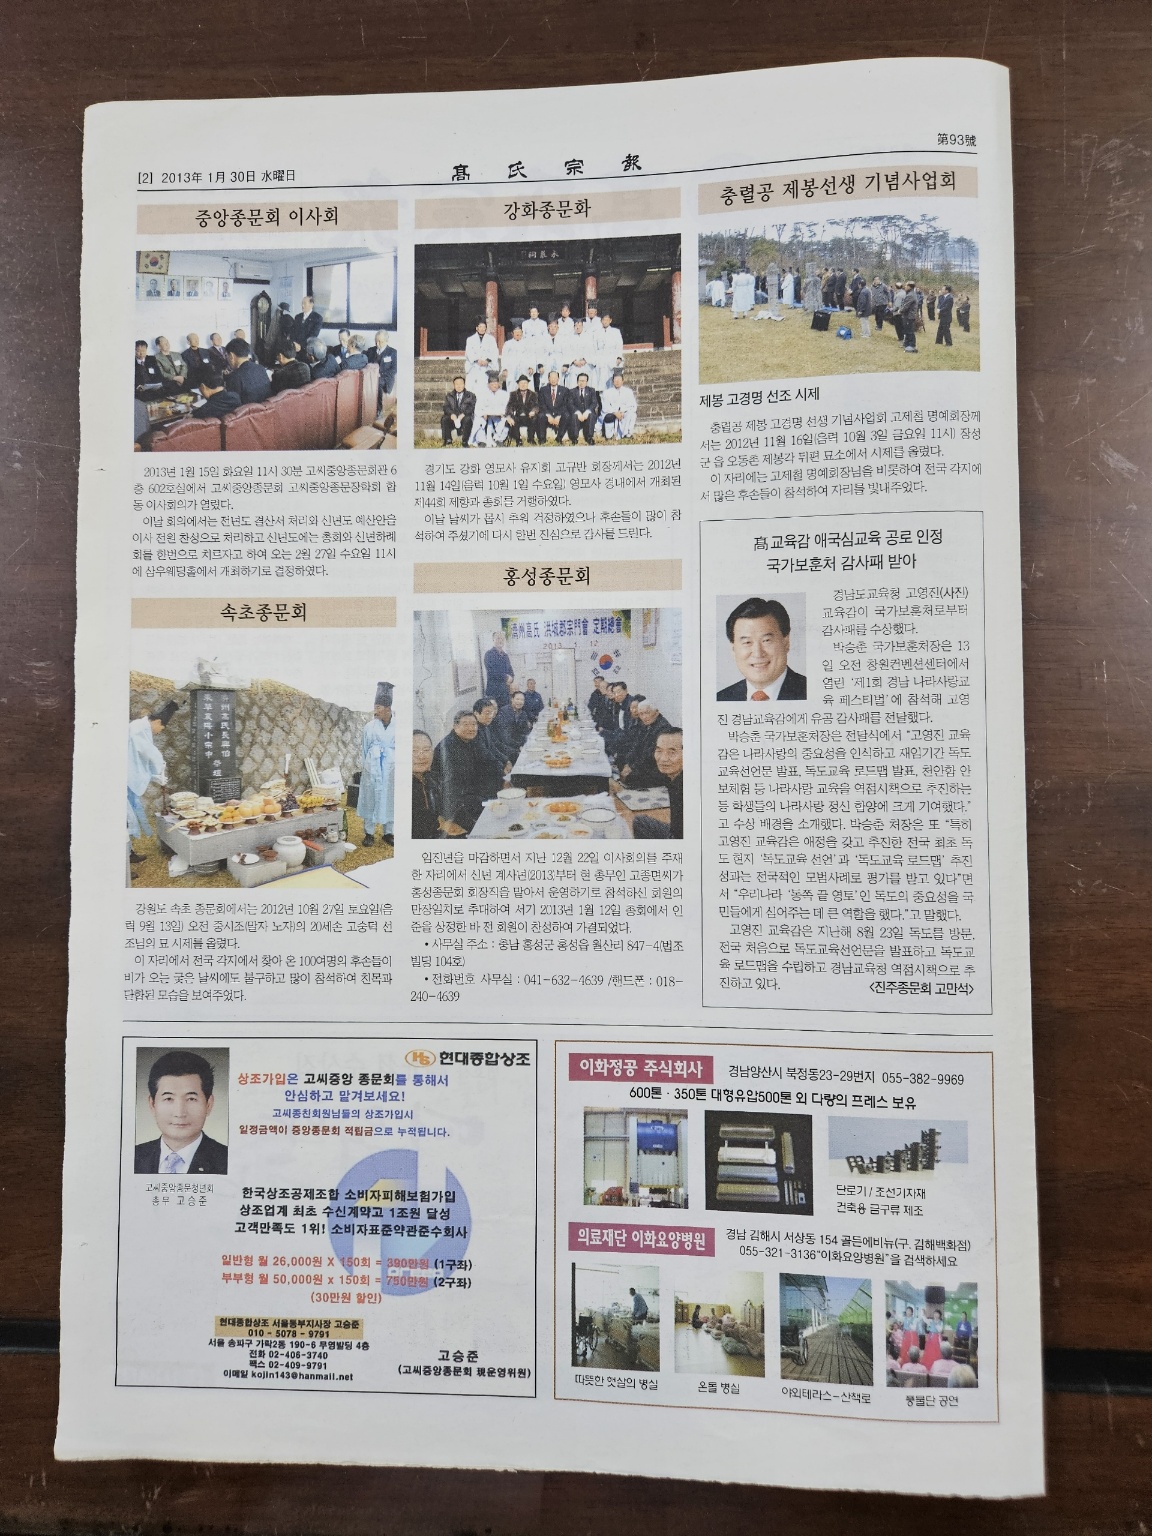 [2] 2013年 1月 30日 水曜日
髙氏宗報
第93號
중앙종문회 이사회
2013년 1월 15일 화요일 11시 30분 고씨중앙종문회관 6
층 602호실에서 고씨중앙종문회 고씨중앙종문장학회 합
동 이사회의가 열렸다.
이날 회의에서는 전년도 결산서 처리와 신년도 예산안을
이사 전원 찬성으로 처리하고 신년도에는 총회와 신년하례
회를 한번으로 치르자고 하여 오는 2월 27일 수요일 11시
에 삼우웨딩홀에서 개최하기로 결정하였다.
속초종문회
강원도 속초 종문회에서는 2012년 10월 27일 토요일(음
력 9월 13일) 오전 중시조(말자 노자)의 20세손 고숭덕 선
조님의 묘 시제를 올렸다.
이 자리에서 전국 각지에서 찾아 온 100여명의 후손들이
비가 오는 궂은 날씨에도 불구하고 많이 참석하여 친목과
단합된 모습을 보여주었다.
강화종문화
永慕祠
경기도 강화 영모사 유지회 고규반 회장께서는 2012년
11월 14일(음력 10월 1일 수요일) 영모사 경내에서 개최된
제44회 제향과 총회를 거행하였다.
이날 날씨가 몹시 추워 걱정하였으나 후손들이 많이 참
석하여 주셨기에 다시 한번 진심으로 감사를 드린다.
홍성종문회
濟州高氏 洪城郡宗門會 定期總會
2013. 1. 12
임진년을 마감하면서 지난 12월 22일 이사회의를 주재
한 자리에서 신년 계사년(2013)부터 현 총무인 고종면씨가
홍성종문회 회장직을 맡아서 운영하기로 참석하신 회원의
만장일치로 추대하여 서기 2013년 1월 12일 총회에서 인
준을 상정한 바 전 회원이 찬성하여 가결되었다.
• 사무실 주소 : 충남 홍성군 홍성읍 월산리 847-4(법조
빌딩 104호)
• 전화번호 사무실 : 041-632-4639 /핸드폰 : 018-
240-4639
충렬공 제봉선생 기념사업회
제봉 고경명 선조 시제
충렬공 제봉 고경명 선생 기념사업회 고제철 명예회장께
서는 2012년 11월 16일(음력 10월 3일 금요일 11시) 장성
군 읍 오동촌 제봉각 뒤편 묘소에서 시제를 올렸다.
이 자리에는 고제철 명예회장님을 비롯하여 전국 각지에
서 많은 후손들이 참석하여 자리를 빛내주었다.
髙 교육감 애국심교육 공로 인정
국가보훈처 감사패 받아
경남도교육청 고영진(사진)
교육감이 국가보훈처로부터
감사패를 수상했다.
박승춘 국가보훈처장은 13
일 오전 창원컨벤션센터에서
열린 '제1회 경남 나라사랑교
육 페스티벌'에 참석해 고영
진 경남교육감에게 유공 감사패를 전달했다.
박승춘 국가보훈처장은 전달식에서 "고영진 교육
감은 나라사랑의 중요성을 인식하고 재임기간 독도
교육선언문 발표, 독도교육 로드맵 발표, 천안함 안
보체험 등 나라사랑 교육을 역점시책으로 추진하는
등 학생들의 나라사랑 정신 함양에 크게 기여했다."
고 수상 배경을 소개했다. 박승춘 처장은 또 "특히
고영진 교육감은 애정을 갖고 추진한 전국 최초 독
도 현지 '독도교육 선언'과 '독도교육 로드맵' 추진
성과는 전국적인 모범사례로 평가를 받고 있다"면
서 "우리나라 '동쪽 끝 영토'인 독도의 중요성을 국
민들에게 심어주는 데 큰 역할을 했다."고 말했다.
고영진 교육감은 지난해 8월 23일 독도를 방문,
전국 처음으로 독도교육선언문을 발표하고 독도교
육 로드맵을 수립하고 경남교육청 역점시책으로 추
진하고 있다.
<진주종문회 고만석>
HS 현대종합상조
상조가입은 고씨중앙 종문회를 통해서
안심하고 맡겨보세요!
고씨종친회원님들의 상조가입시
일정금액이 중앙종문회 적립금으로 누적됩니다.
고씨중앙종문청년회
총무 고승준
한국상조공제조합 소비자피해보험가입
상조업계 최초 수신계약고 1조원 달성
고객만족도 1위! 소비자표준약관준수회사
일반형 월 26,000원 X 150회 = 390만원 (1구좌)
부부형 월 50,000원 x 150회 = 750만원 (2구좌)
(30만원 할인)
현대종합상조 서울동부지사장 고승준
010 - 5078 - 9791
서울 송파구 가락2동 190-6 무영빌딩 4층
전화 02-406-3740
팩스 02-409-9791
이메일 kojin143@hanmail.net
고승준
(고씨중앙종문회 現운영위원)
이화정공 주식회사
경남양산시 북정동23-29번지 055-382-9969
600톤 · 350톤 대형유압500톤 외 다량의 프레스 보유
단로기 / 조선기자재
건축용 금구류 제조
의료재단 이화요양병원
경남 김해시 서상동 154 골든에비뉴(구. 김해백화점)
055-321-3136"이화요양병원"을 검색하세요
따뜻한 햇살의 병실
온돌 병실
야외테라스-산책로
풍물단 공연